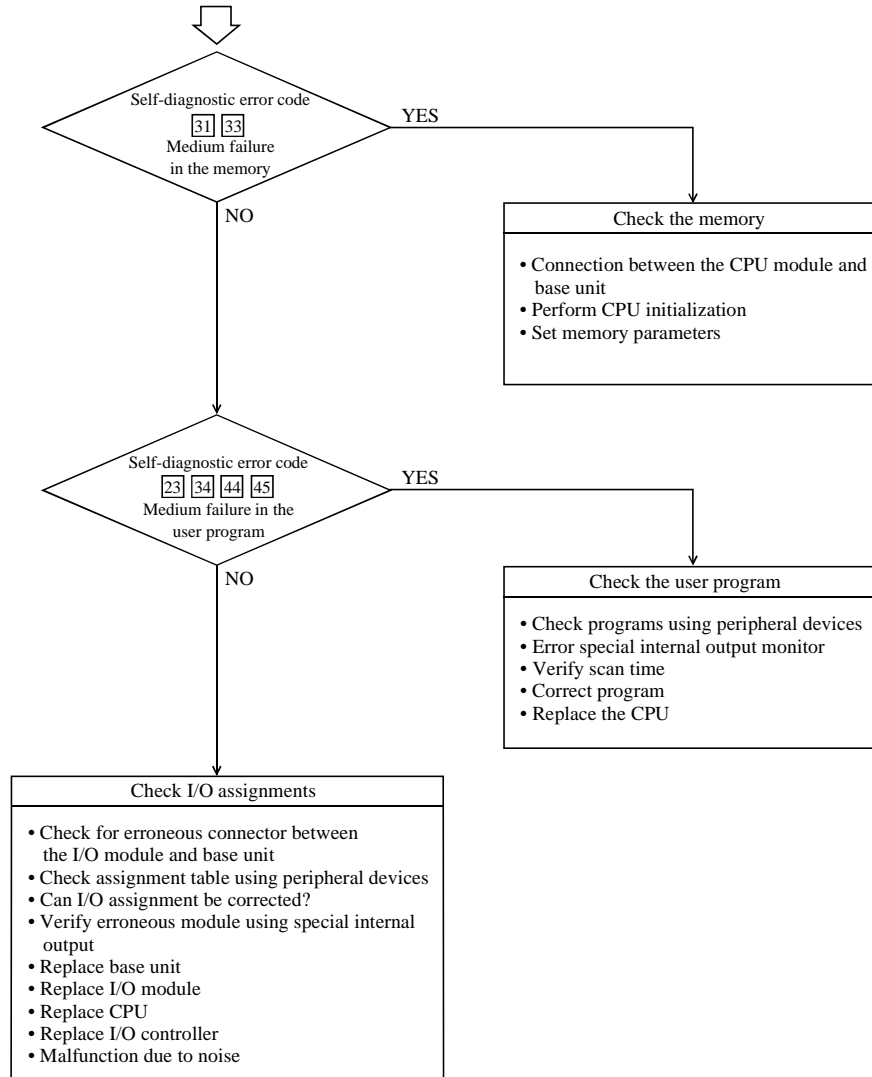 Self-diagnostic error code
31 33
Medium failure
in the memory
YES
NO
Check the memory
• Connection between the CPU module and
base unit
• Perform CPU initialization
• Set memory parameters
Self-diagnostic error code
23 34 44 45
Medium failure in the
user program
YES
NO
Check the user program
• Check programs using peripheral devices
• Error special internal output monitor
• Verify scan time
• Correct program
• Replace the CPU
Check I/O assignments
• Check for erroneous connector between
the I/O module and base unit
• Check assignment table using peripheral devices
• Can I/O assignment be corrected?
• Verify erroneous module using special internal
output
• Replace base unit
• Replace I/O module
• Replace CPU
• Replace I/O controller
• Malfunction due to noise